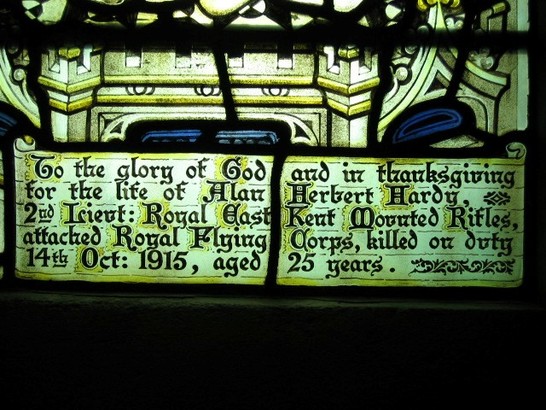 To the glory of God and in thanksgiving
for the life of Alan Herbert Hardy,
2nd Lieut: Royal East Kent Mounted Rifles,
attached Royal Flying Corps, killed on duty
14th Oct: 1915, aged 25 years.